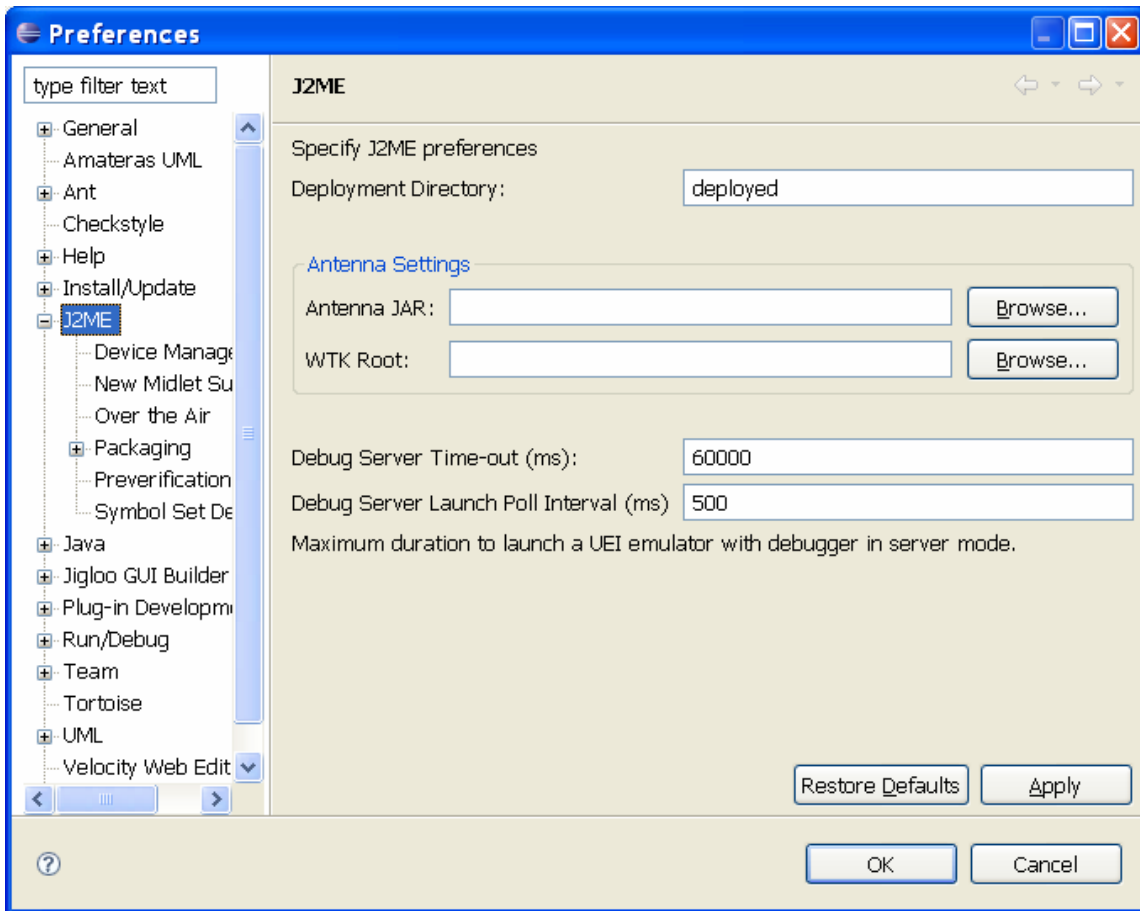 Preferences
type filter text
General
Amateras UML
Ant
Checkstyle
Help
Install/Update
J2ME
Device Manage
New Midlet Su
Over the Air
Packaging
Preverification
Symbol Set De
Java
Jigloo GUI Builder
Plug-in Developm
Run/Debug
Team
Tortoise
UML
Velocity Web Edit
J2ME
Specify J2ME preferences
Deployment Directory: deployed
Antenna Settings
Antenna JAR: Browse...
WTK Root: Browse...
Debug Server Time-out (ms): 60000
Debug Server Launch Poll Interval (ms) 500
Maximum duration to launch a UEI emulator with debugger in server mode.
Restore Defaults Apply
? OK Cancel